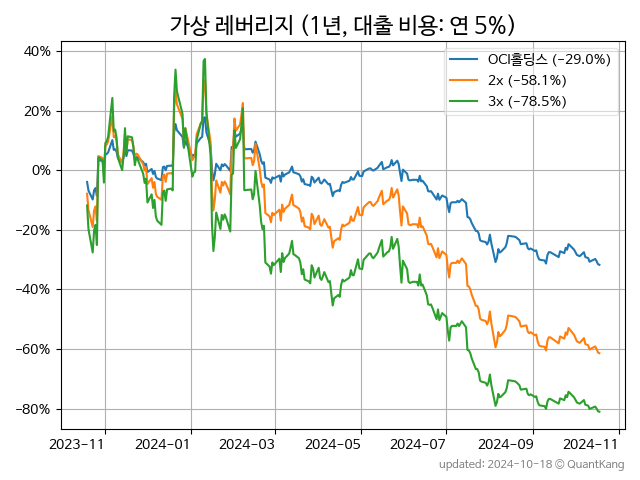 가상 레버리지 (1년, 대출 비용: 연 5%)
OCI홀딩스 (−29.0%)
2x (−58.1%)
3x (−78.5%)
40%
20%
0%
−20%
−40%
−60%
−80%
2023-11
2024-01
2024-03
2024-05
2024-07
2024-09
2024-11
updated: 2024-10-18 © QuantKang